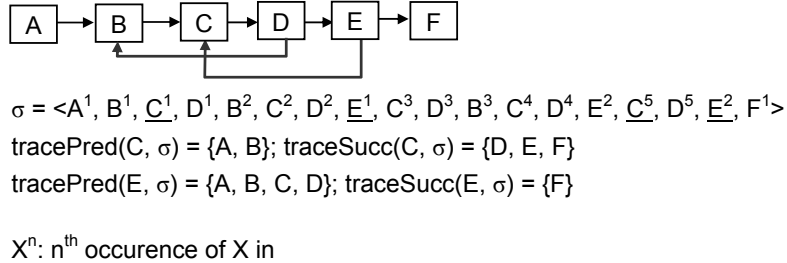 A B C D E F
σ = <A¹, B¹, C¹, D¹, B², C², D², E¹, C³, D³, B³, C⁴, D⁴, E², C⁵, D⁵, E², F¹>
tracePred(C, σ) = {A, B}; traceSucc(C, σ) = {D, E, F}
tracePred(E, σ) = {A, B, C, D}; traceSucc(E, σ) = {F}
Xⁿ: nᵗʰ occurence of X in